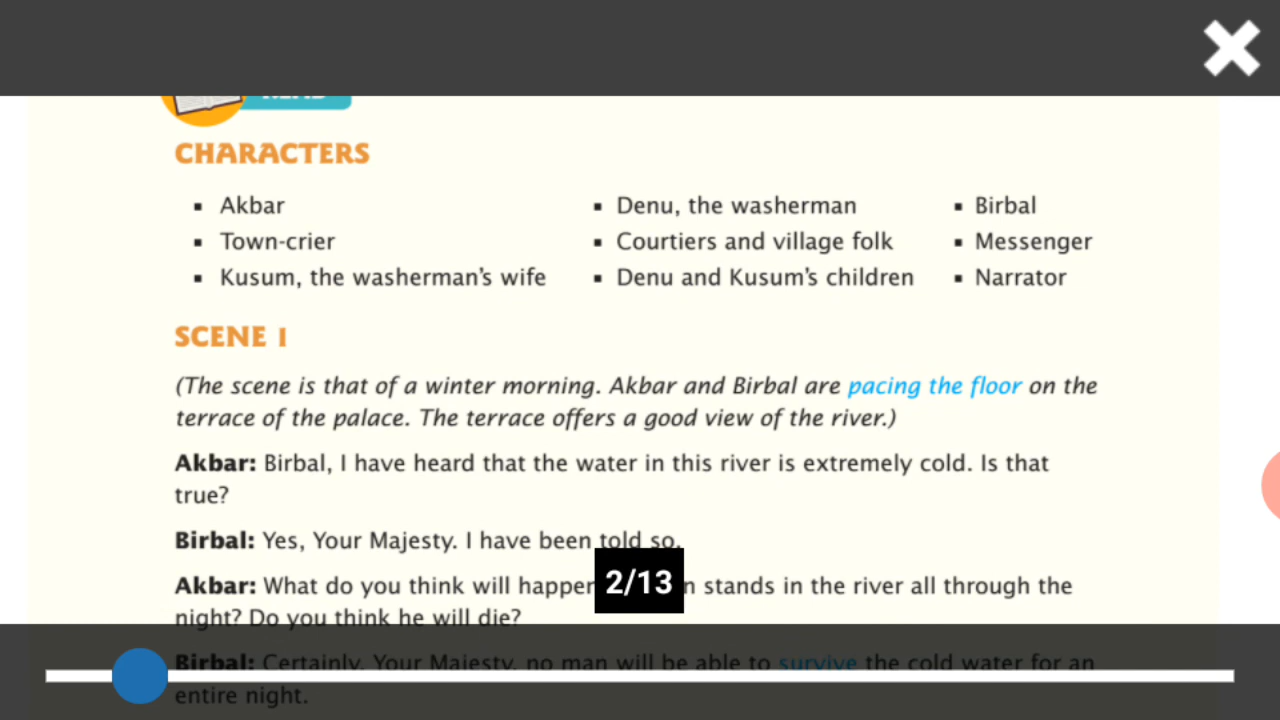 CHARACTERS
▪ Akbar ▪ Denu, the washerman ▪ Birbal
▪ Town-crier ▪ Courtiers and village folk ▪ Messenger
▪ Kusum, the washerman's wife ▪ Denu and Kusum's children ▪ Narrator
SCENE I
(The scene is that of a winter morning. Akbar and Birbal are pacing the floor on the
terrace of the palace. The terrace offers a good view of the river.)
Akbar: Birbal, I have heard that the water in this river is extremely cold. Is that
true?
Birbal: Yes, Your Majesty. I have been told so.
Akbar: What do you think will happen stands in the river all through the
2/13
night? Do you think he will die?
Birbal: Certainly, Your Majesty, no man will be able to survive the cold water for an
entire night.